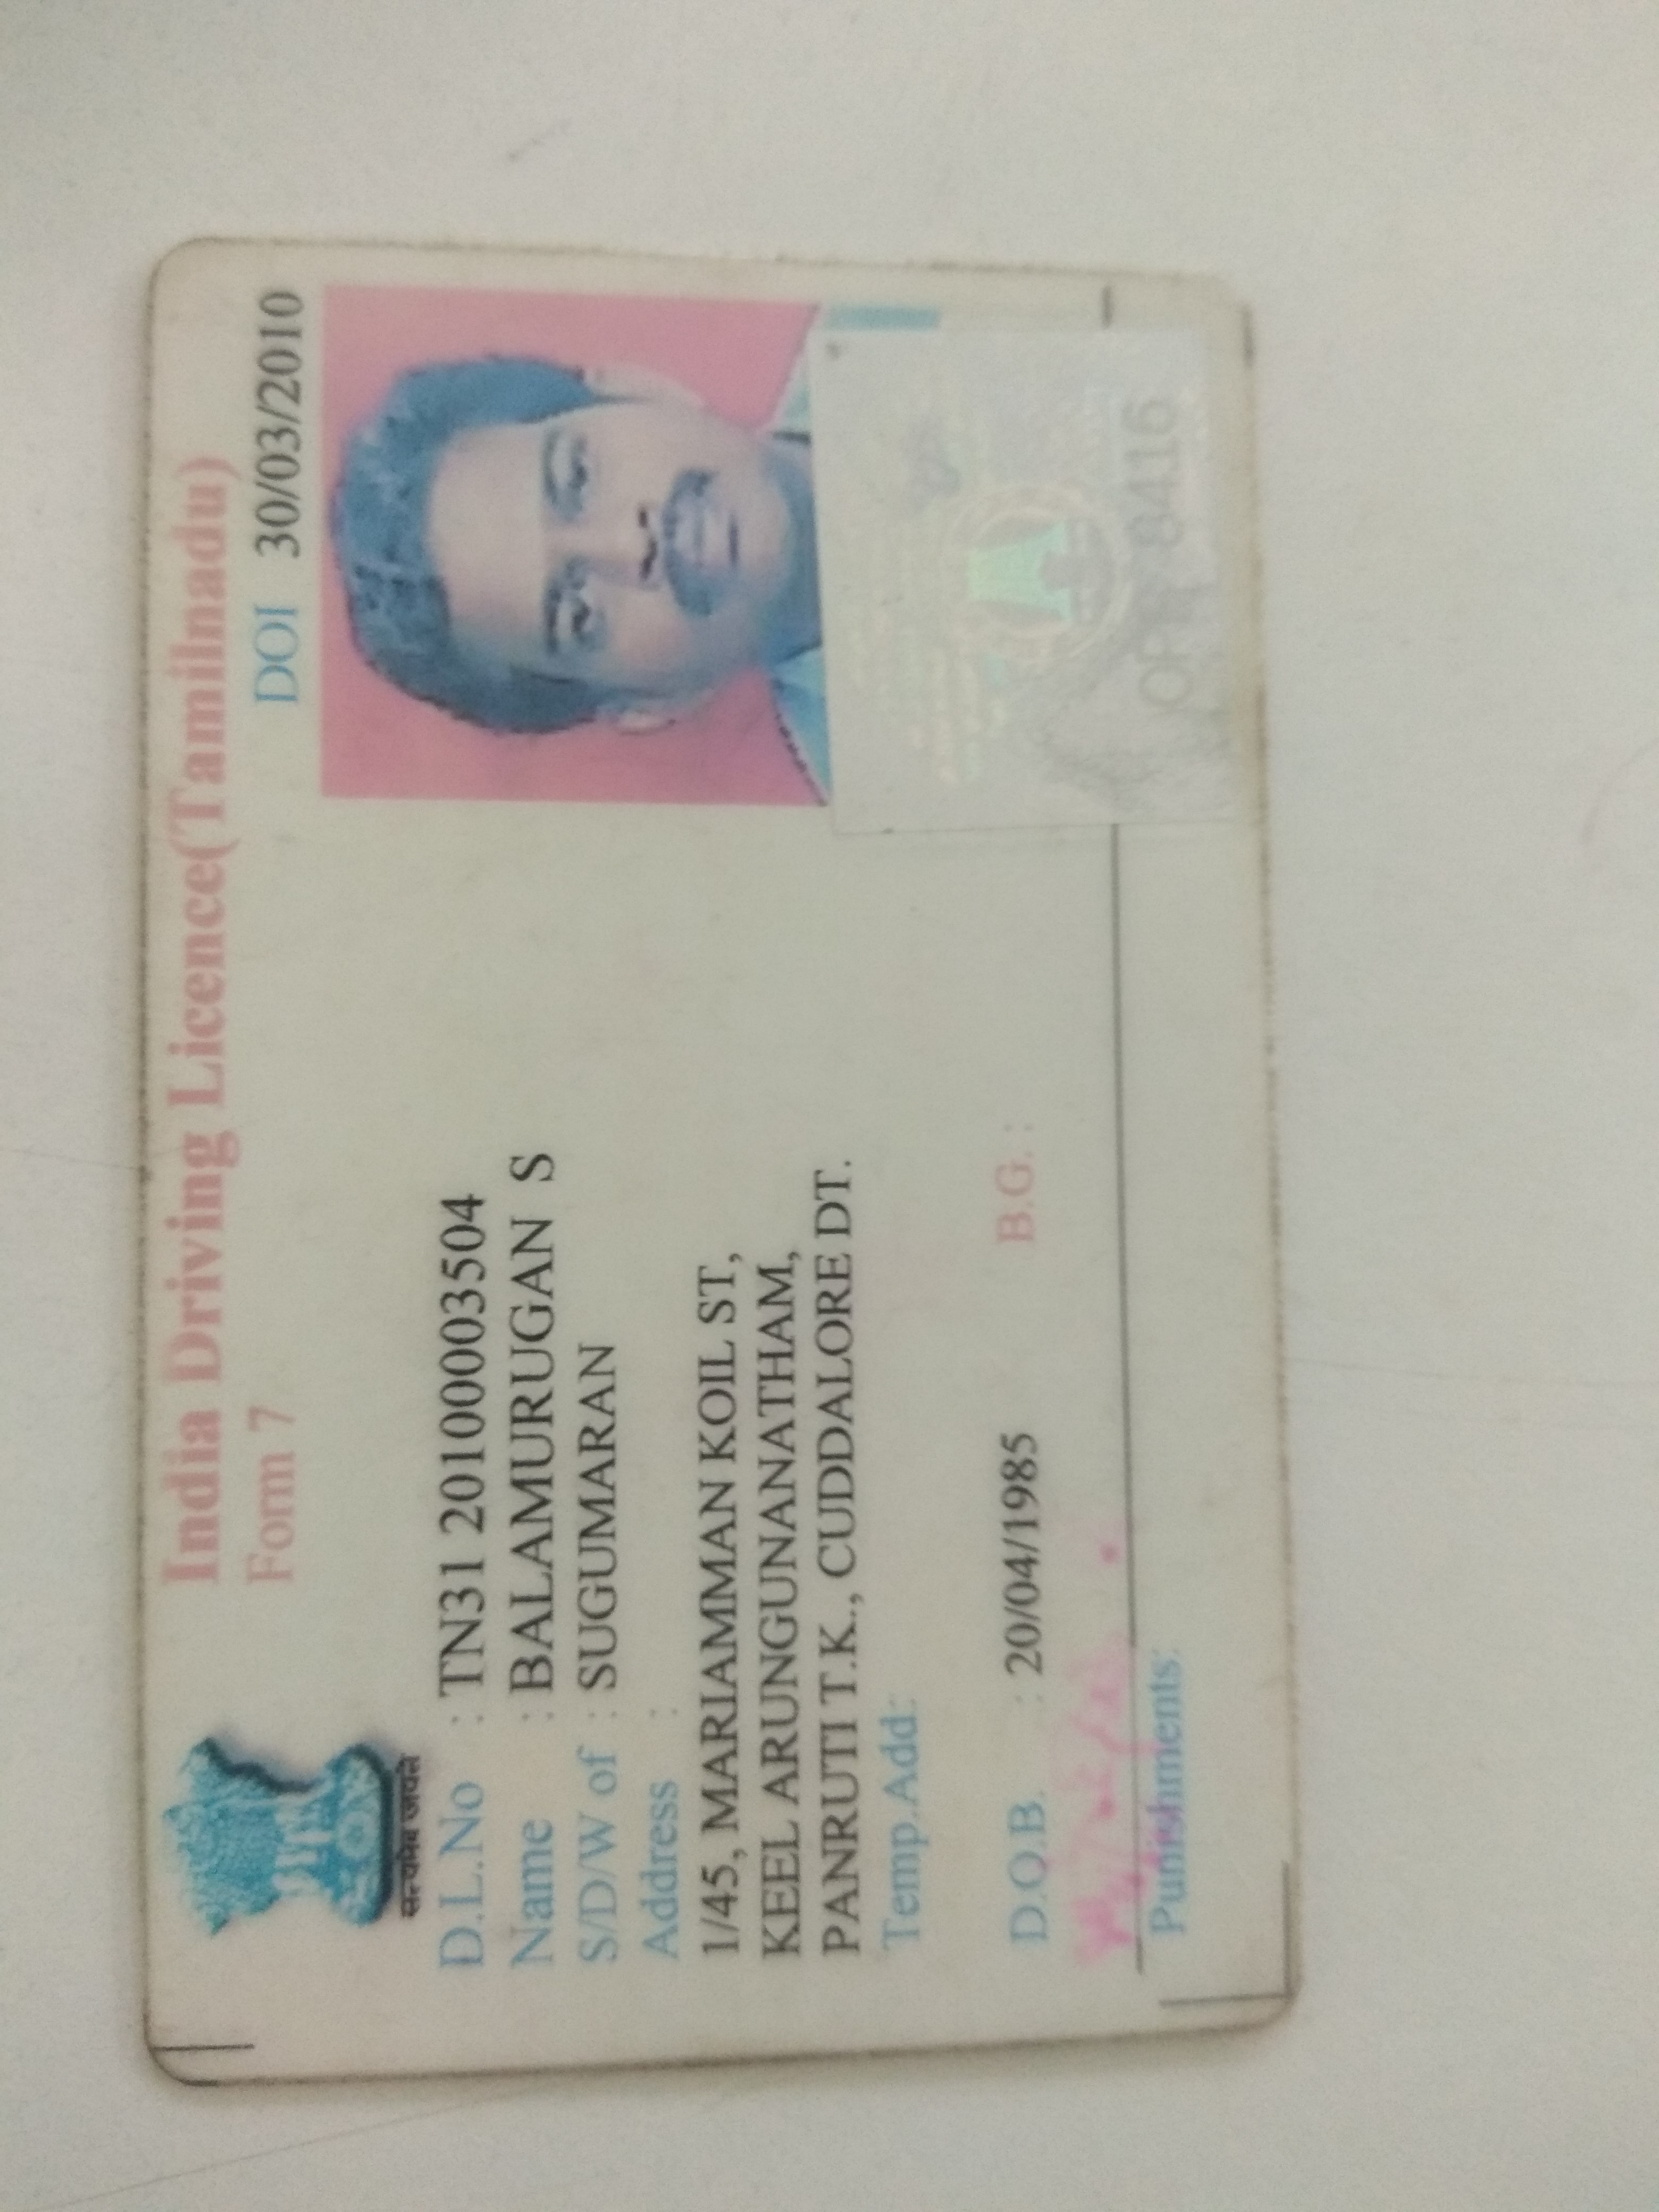 India Driving Licence(Tamilnadu)
Form 7
DOI 30/03/2010
सत्यमेव जयते
D.L.No : TN31 20100003504
Name : BALAMURUGAN S
S/D/W of : SUGUMARAN
Address :
1/45, MARIAMMAN KOIL ST,
KEEL ARUNGUNANATHAM,
PANRUTI T.K., CUDDALORE DT.
Temp.Add:
D.O.B. : 20/04/1985 B.G. :
Punishments:
8416